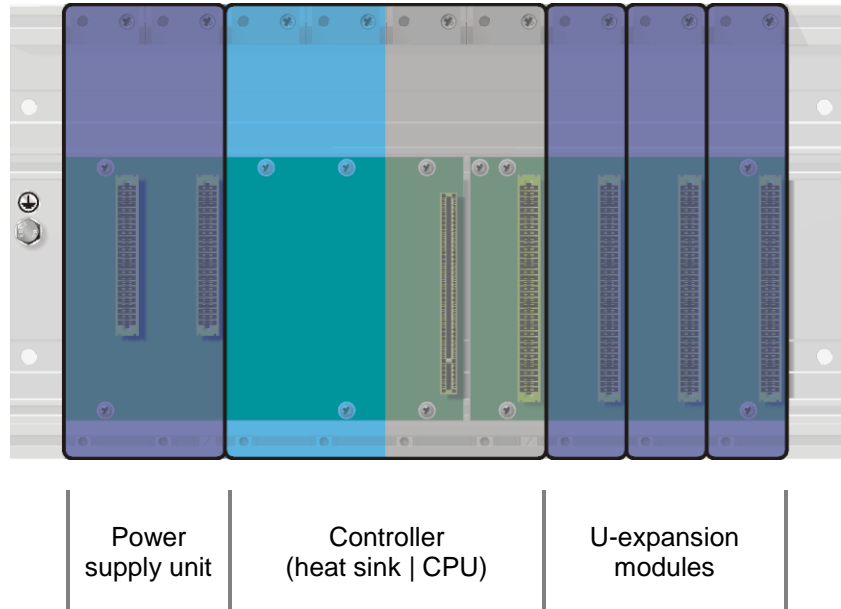 Power
supply unit
Controller
(heat sink | CPU)
U-expansion
modules